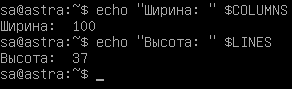 sa@astra:~$ echo "Ширина: " $COLUMNS
Ширина:  100
sa@astra:~$ echo "Высота: " $LINES
Высота:  37
sa@astra:~$ _